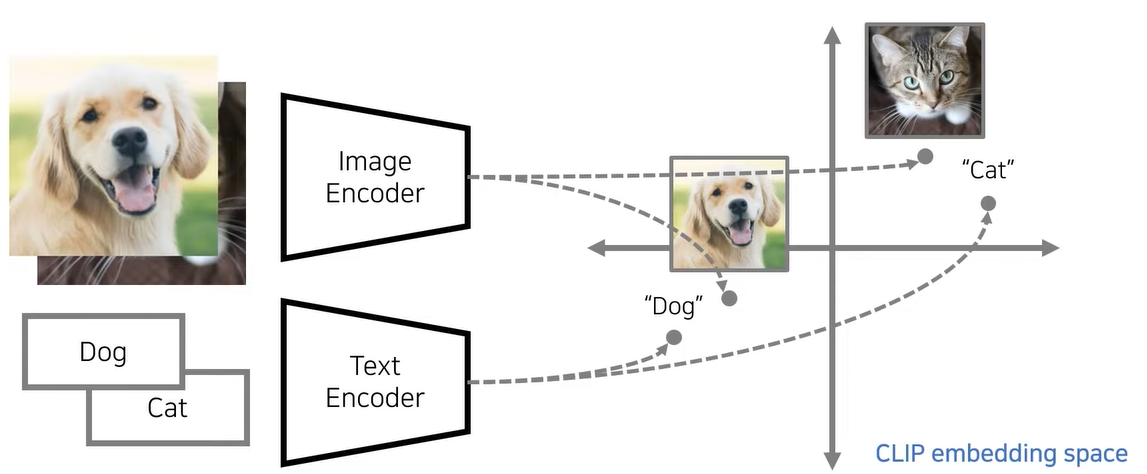 Image
Encoder
Dog
Cat
Text
Encoder
“Cat”
“Dog”
CLIP embedding space